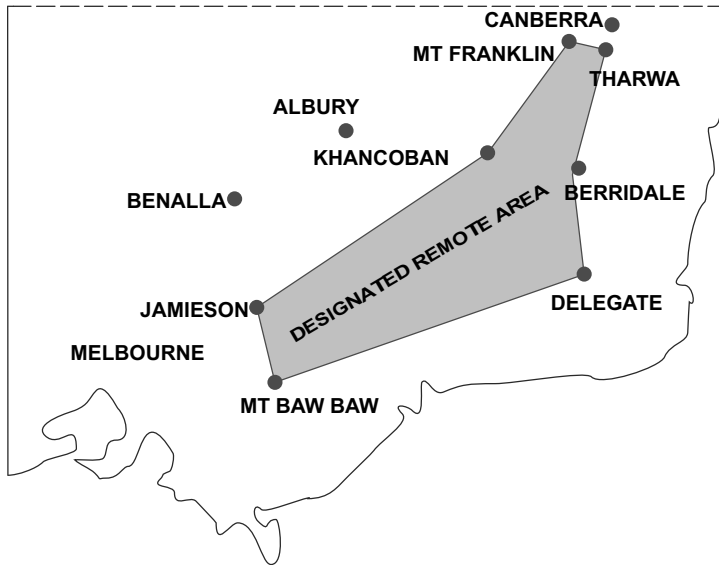 CANBERRA
MT FRANKLIN
THARWA
ALBURY
KHANCOBAN
BENALLA
BERRIDALE
DESIGNATED REMOTE AREA
JAMIESON
DELEGATE
MELBOURNE
MT BAW BAW